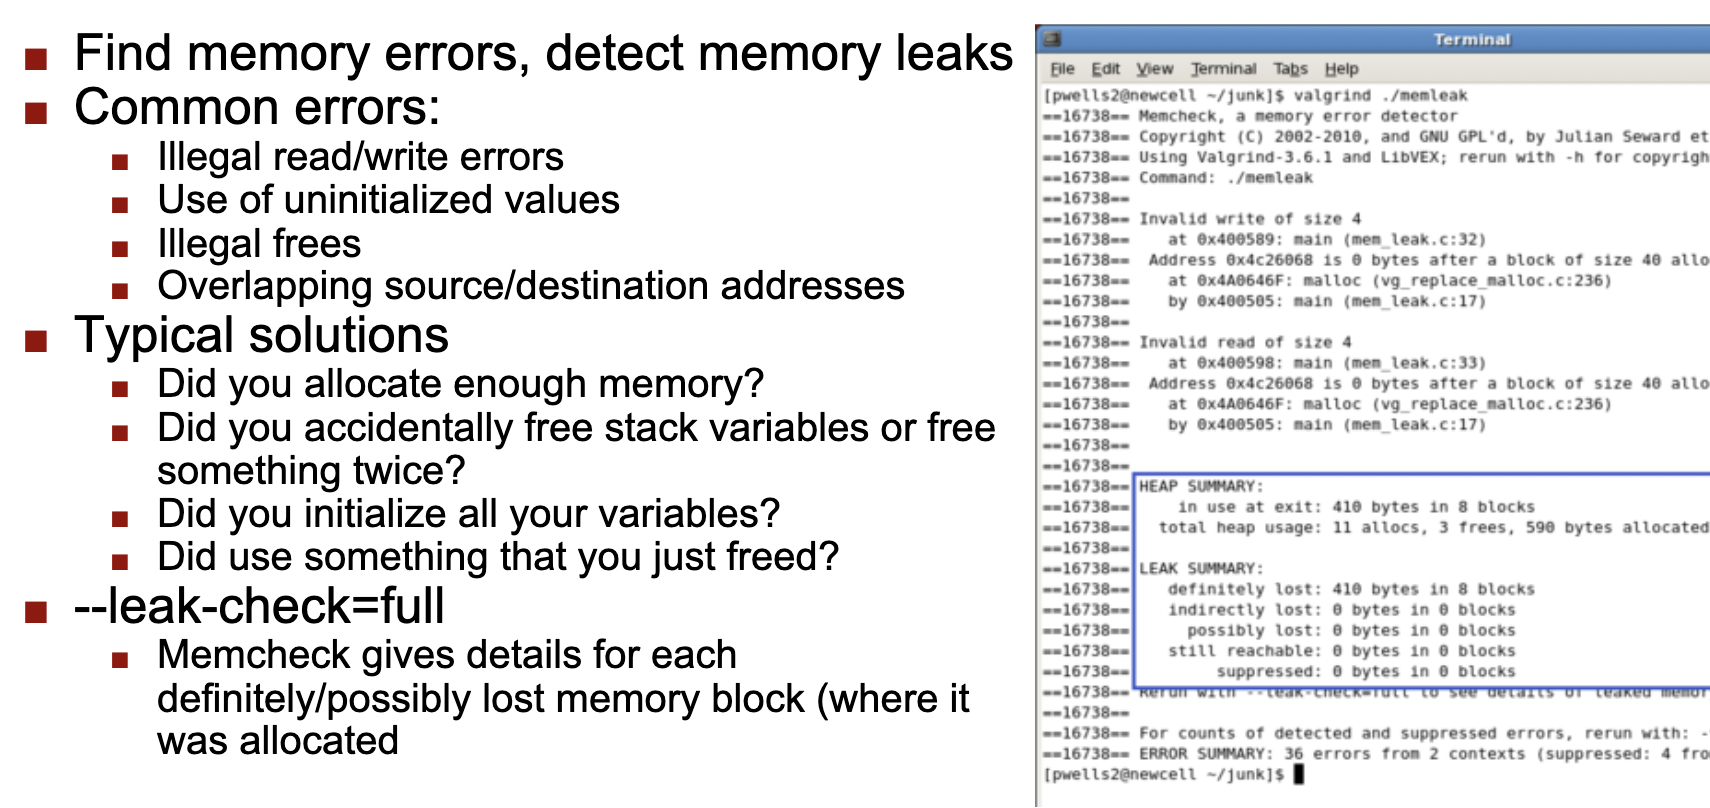 Find memory errors, detect memory leaks
Common errors:
Illegal read/write errors
Use of uninitialized values
Illegal frees
Overlapping source/destination addresses
Typical solutions
Did you allocate enough memory?
Did you accidentally free stack variables or free
something twice?
Did you initialize all your variables?
Did use something that you just freed?
--leak-check=full
Memcheck gives details for each
definitely/possibly lost memory block (where it
was allocated
Terminal
File Edit View Terminal Tabs Help
[pwells2@newcell ~/junk]$ valgrind ./memleak
==16738== Memcheck, a memory error detector
==16738== Copyright (C) 2002-2010, and GNU GPL'd, by Julian Seward et
==16738== Using Valgrind-3.6.1 and LibVEX; rerun with -h for copyrigh
==16738== Command: ./memleak
==16738==
==16738== Invalid write of size 4
==16738==    at 0x400589: main (mem_leak.c:32)
==16738==  Address 0x4c26068 is 0 bytes after a block of size 40 allo
==16738==    at 0x4A0646F: malloc (vg_replace_malloc.c:236)
==16738==    by 0x400505: main (mem_leak.c:17)
==16738==
==16738== Invalid read of size 4
==16738==    at 0x400598: main (mem_leak.c:33)
==16738==  Address 0x4c26068 is 0 bytes after a block of size 40 allo
==16738==    at 0x4A0646F: malloc (vg_replace_malloc.c:236)
==16738==    by 0x400505: main (mem_leak.c:17)
==16738==
==16738==
==16738== HEAP SUMMARY:
==16738==     in use at exit: 410 bytes in 8 blocks
==16738==   total heap usage: 11 allocs, 3 frees, 590 bytes allocated
==16738==
==16738== LEAK SUMMARY:
==16738==    definitely lost: 410 bytes in 8 blocks
==16738==    indirectly lost: 0 bytes in 0 blocks
==16738==      possibly lost: 0 bytes in 0 blocks
==16738==    still reachable: 0 bytes in 0 blocks
==16738==         suppressed: 0 bytes in 0 blocks
==16738== Rerun with --leak-check=full to see details of leaked memor
==16738==
==16738== For counts of detected and suppressed errors, rerun with: -
==16738== ERROR SUMMARY: 36 errors from 2 contexts (suppressed: 4 fro
[pwells2@newcell ~/junk]$